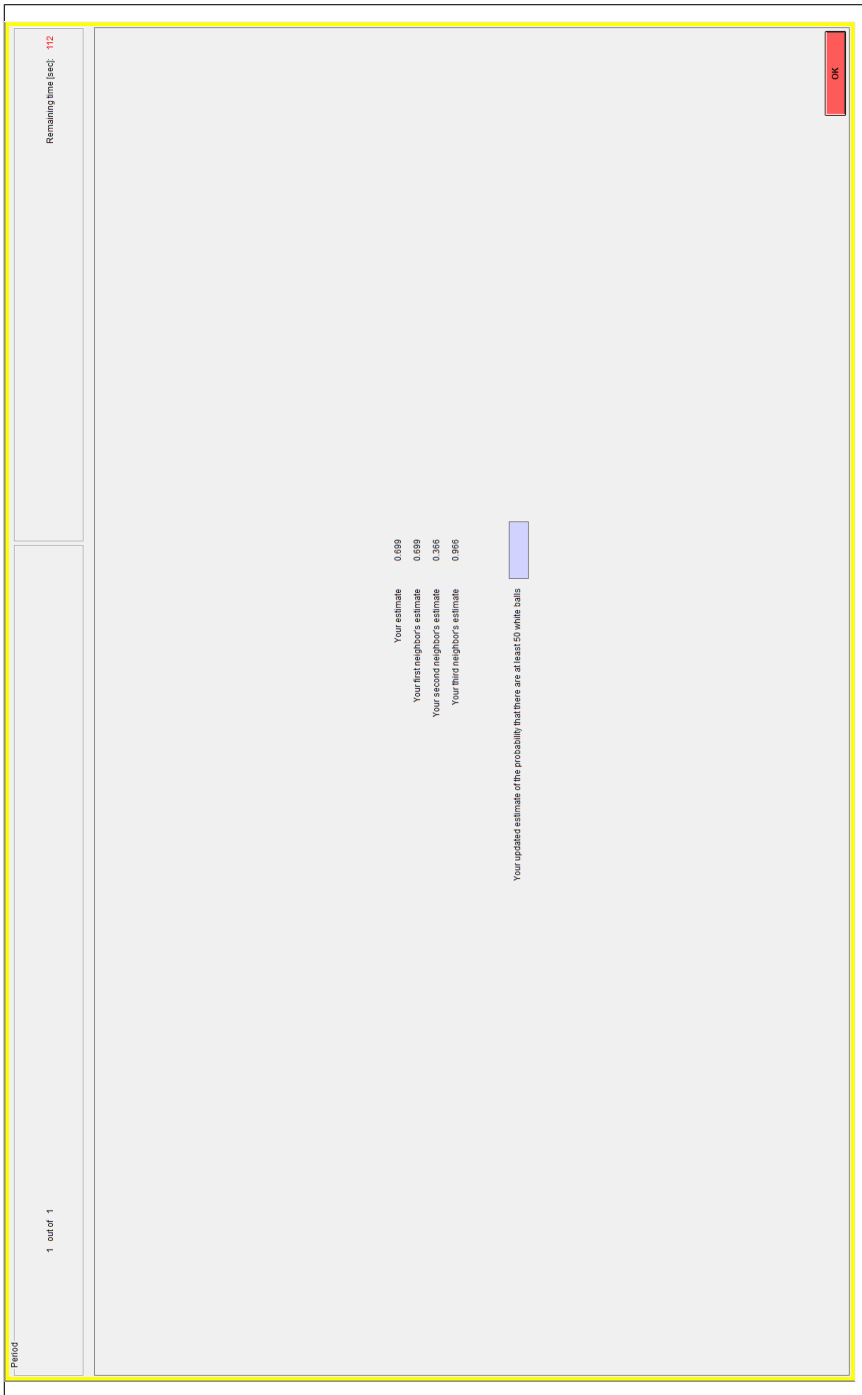 Period
1 out of 1
Remaining time [sec]: 112
Your estimate 0.699
Your first neighbor's estimate 0.699
Your second neighbor's estimate 0.366
Your third neighbor's estimate 0.966
Your updated estimate of the probability that there are at least 50 white balls
OK